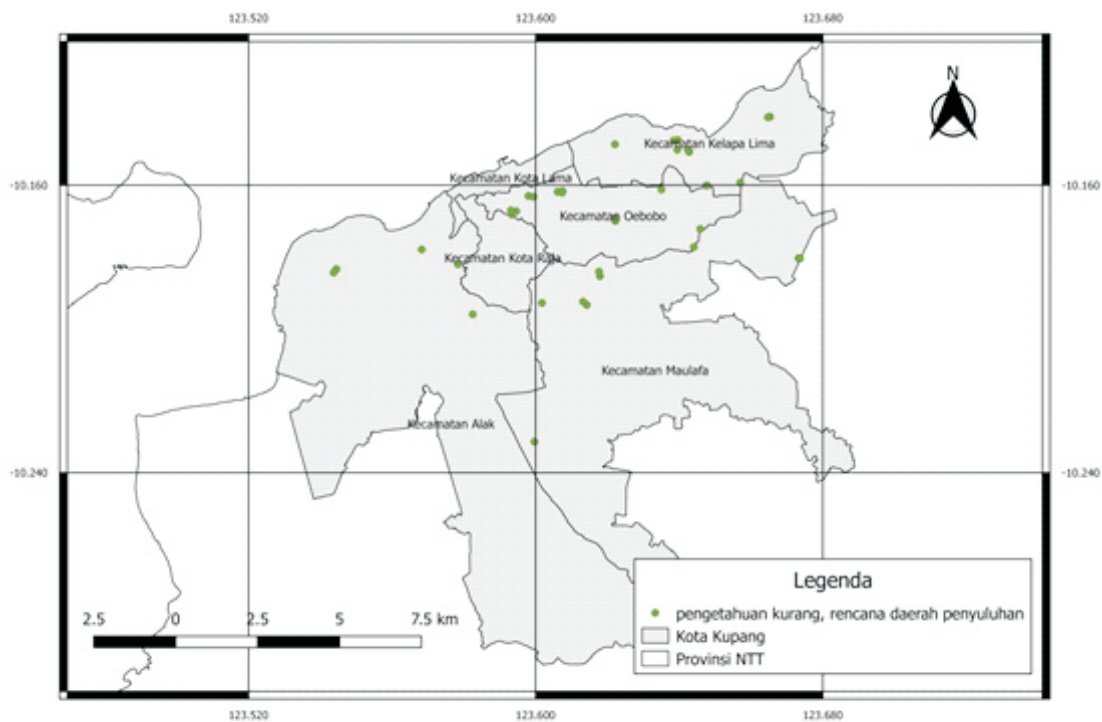 123.520 123.600 123.680
N
Kecamatan Kelapa Lima
Kecamatan Kota Lama
-10.160 -10.160
Kecamatan Oebobo
Kecamatan Kota Raja
Kecamatan Maulafa
Kecamatan Alak
-10.240 -10.240
Legenda
pengetahuan kurang, rencana daerah penyuluhan
Kota Kupang
Provinsi NTT
2.5 0 2.5 5 7.5 km
123.520 123.600 123.680